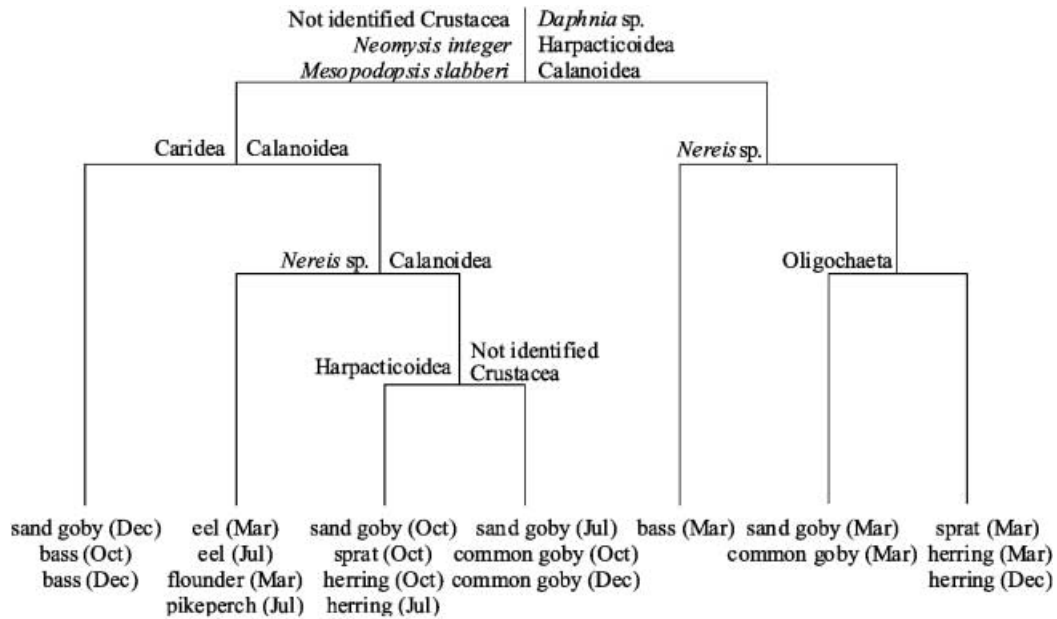 Not identified Crustacea
Neomysis integer
Mesopodopsis slabberi
Daphnia sp.
Harpacticoidea
Calanoidea
Caridea
Calanoidea
Nereis sp.
Nereis sp.
Calanoidea
Oligochaeta
Harpacticoidea
Not identified
Crustacea
sand goby (Dec)
bass (Oct)
bass (Dec)
eel (Mar)
eel (Jul)
flounder (Mar)
pikeperch (Jul)
sand goby (Oct)
sprat (Oct)
herring (Oct)
herring (Jul)
sand goby (Jul)
common goby (Oct)
common goby (Dec)
bass (Mar)
sand goby (Mar)
common goby (Mar)
sprat (Mar)
herring (Mar)
herring (Dec)